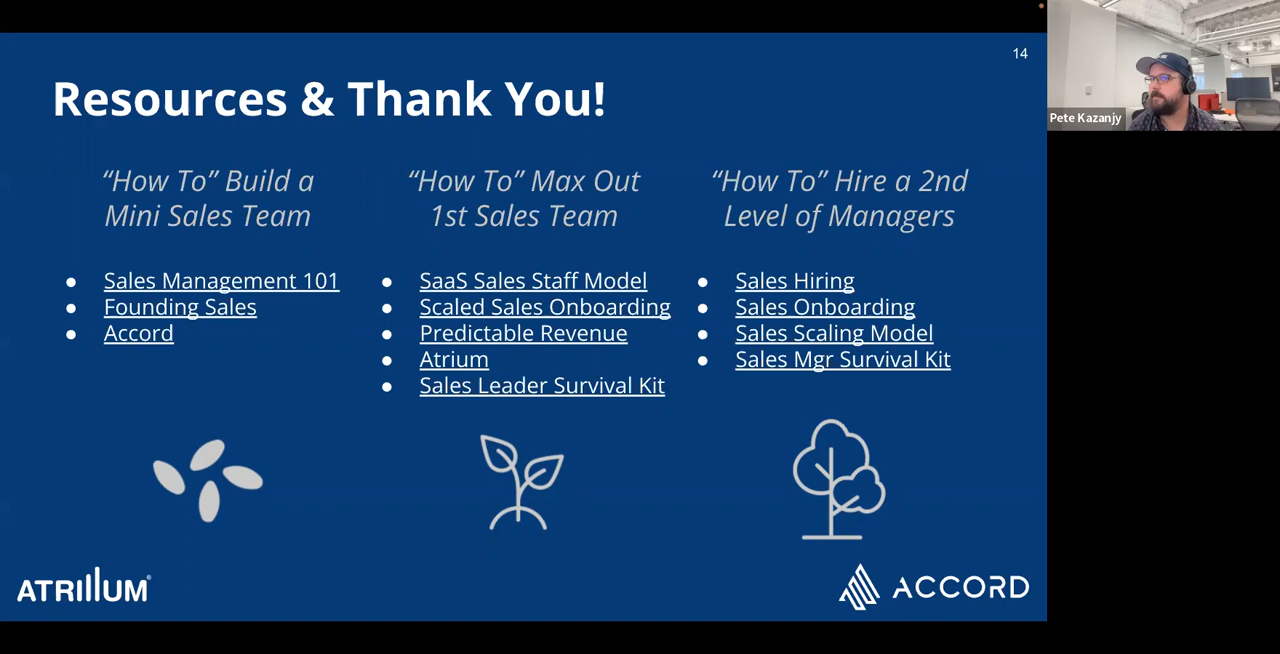 14
Resources & Thank You!
“How To” Build a
Mini Sales Team
● Sales Management 101
● Founding Sales
● Accord
“How To” Max Out
1st Sales Team
● SaaS Sales Staff Model
● Scaled Sales Onboarding
● Predictable Revenue
● Atrium
● Sales Leader Survival Kit
“How To” Hire a 2nd
Level of Managers
● Sales Hiring
● Sales Onboarding
● Sales Scaling Model
● Sales Mgr Survival Kit
ATRIUM®
ACCORD
Pete Kazanjy